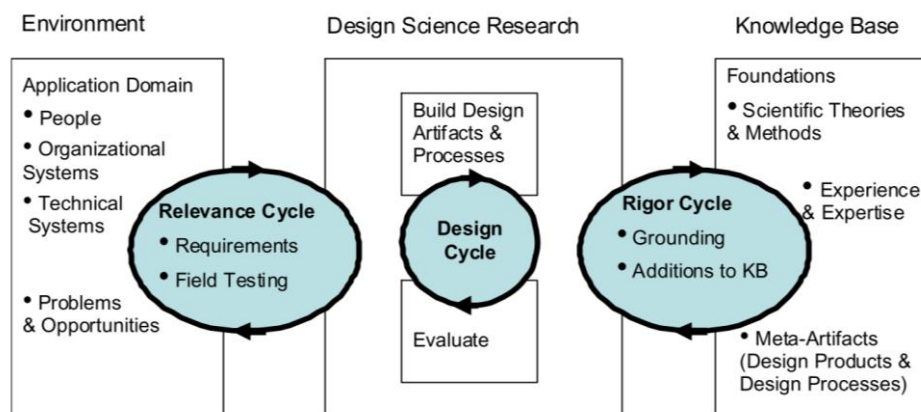 Environment
Design Science Research
Knowledge Base
Application Domain
• People
• Organizational
Systems
• Technical
Systems
• Problems
& Opportunities
Relevance Cycle
• Requirements
• Field Testing
Build Design
Artifacts &
Processes
Design
Cycle
Evaluate
Rigor Cycle
• Grounding
• Additions to KB
Foundations
• Scientific Theories
& Methods
• Experience
& Expertise
• Meta-Artifacts
(Design Products &
Design Processes)